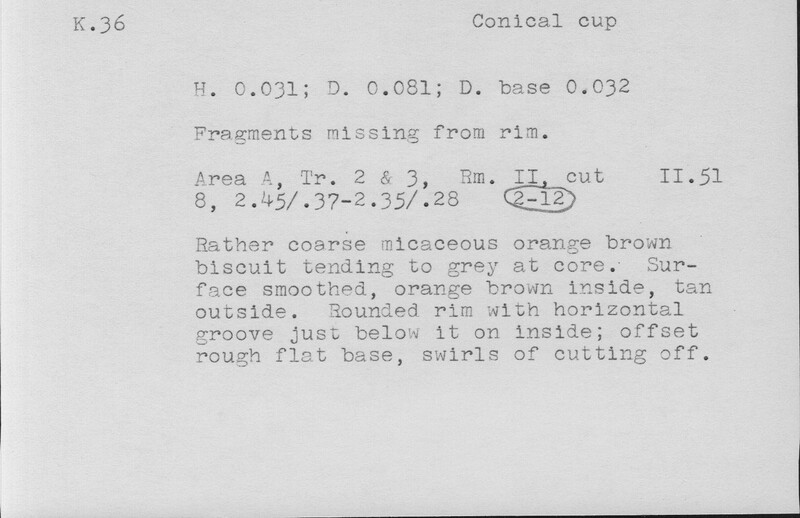 K.36 Conical cup
H. 0.031; D. 0.081; D. base 0.032
Fragments missing from rim.
Area A, Tr. 2 & 3, Rm. II, cut II.51
8, 2.45/.37-2.35/.28 2-12
Rather coarse micaceous orange brown
biscuit tending to grey at core. Sur-
face smoothed, orange brown inside, tan
outside. Rounded rim with horizontal
groove just below it on inside; offset
rough flat base, swirls of cutting off.